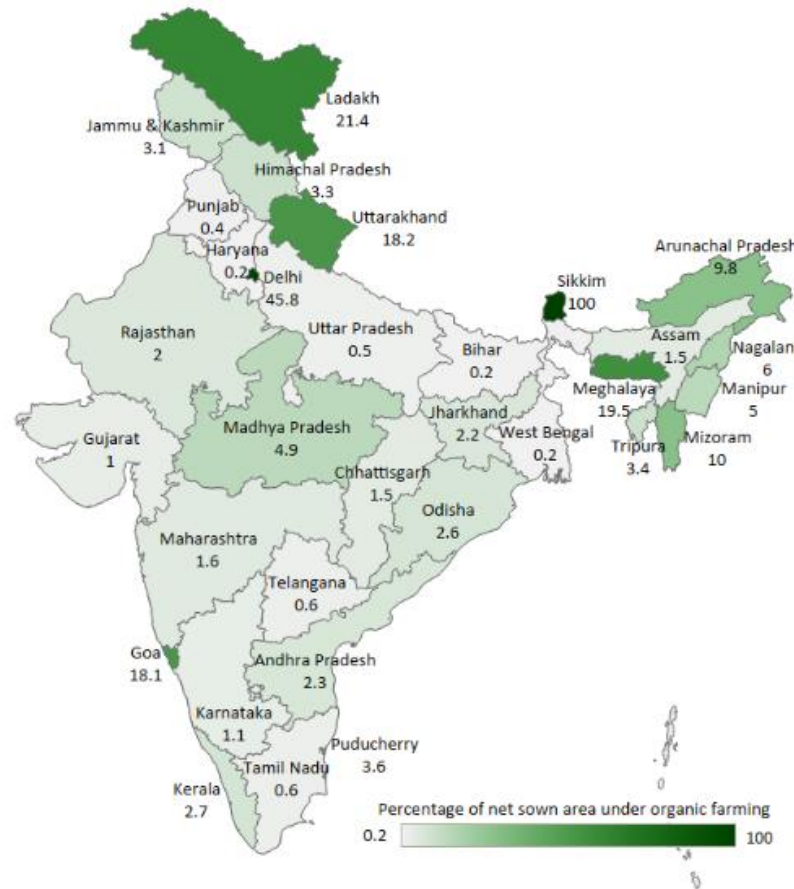 Ladakh
21.4
Jammu & Kashmir
3.1
Himachal Pradesh
3.3
Punjab
0.4
Uttarakhand
18.2
Haryana
0.2
Delhi
45.8
Arunachal Pradesh
9.8
Sikkim
100
Rajasthan
2
Uttar Pradesh
0.5
Bihar
0.2
Assam
1.5
Nagalan
6
Meghalaya
19.5
Manipur
5
Tripura
3.4
Mizoram
10
Gujarat
1
Madhya Pradesh
4.9
Jharkhand
2.2
West Bengal
0.2
Chhattisgarh
1.5
Odisha
2.6
Maharashtra
1.6
Telangana
0.6
Goa
18.1
Andhra Pradesh
2.3
Karnataka
1.1
Puducherry
3.6
Tamil Nadu
0.6
Kerala
2.7
Percentage of net sown area under organic farming
0.2 100